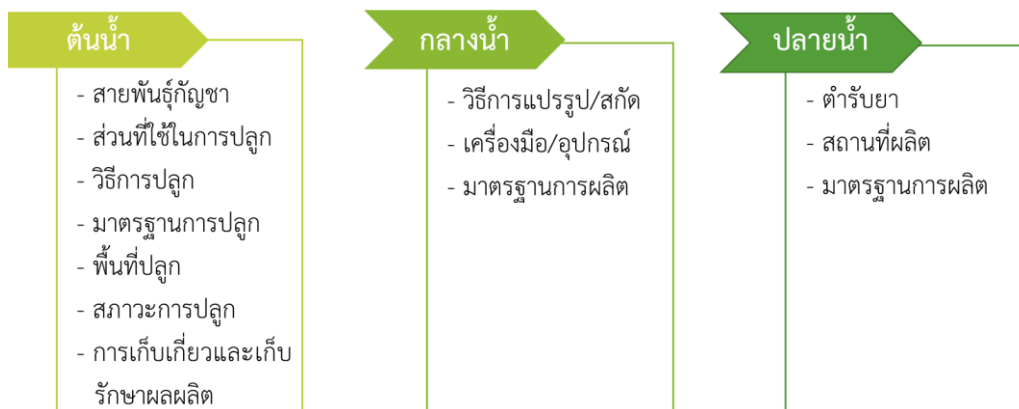 ต้นน้ำ
- สายพันธุ์กัญชา
- ส่วนที่ใช้ในการปลูก
- วิธีการปลูก
- มาตรฐานการปลูก
- พื้นที่ปลูก
- สภาวะการปลูก
- การเก็บเกี่ยวและเก็บ
รักษาผลผลิต
กลางน้ำ
- วิธีการแปรรูป/สกัด
- เครื่องมือ/อุปกรณ์
- มาตรฐานการผลิต
ปลายน้ำ
- ตำรับยา
- สถานที่ผลิต
- มาตรฐานการผลิต